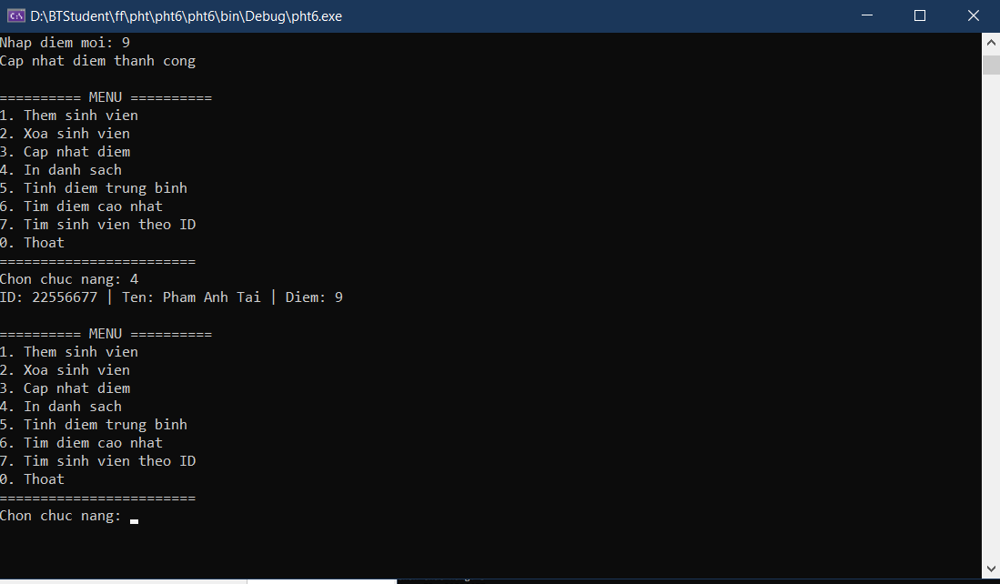 D:\BTStudent\ff\pht\pht6\pht6\bin\Debug\pht6.exe
Nhap diem moi: 9
Cap nhat diem thanh cong
========== MENU ==========
1. Them sinh vien
2. Xoa sinh vien
3. Cap nhat diem
4. In danh sach
5. Tinh diem trung binh
6. Tim diem cao nhat
7. Tim sinh vien theo ID
0. Thoat
========================
Chon chuc nang: 4
ID: 22556677 | Ten: Pham Anh Tai | Diem: 9
========== MENU ==========
1. Them sinh vien
2. Xoa sinh vien
3. Cap nhat diem
4. In danh sach
5. Tinh diem trung binh
6. Tim diem cao nhat
7. Tim sinh vien theo ID
0. Thoat
========================
Chon chuc nang: